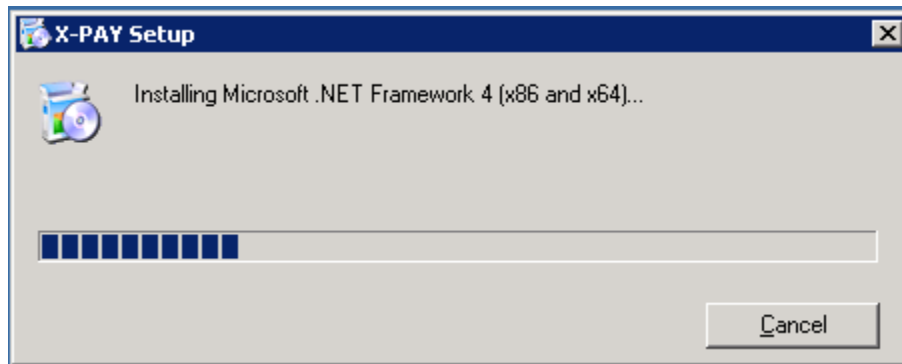 X-PAY Setup
Installing Microsoft .NET Framework 4 (x86 and x64)...
Cancel